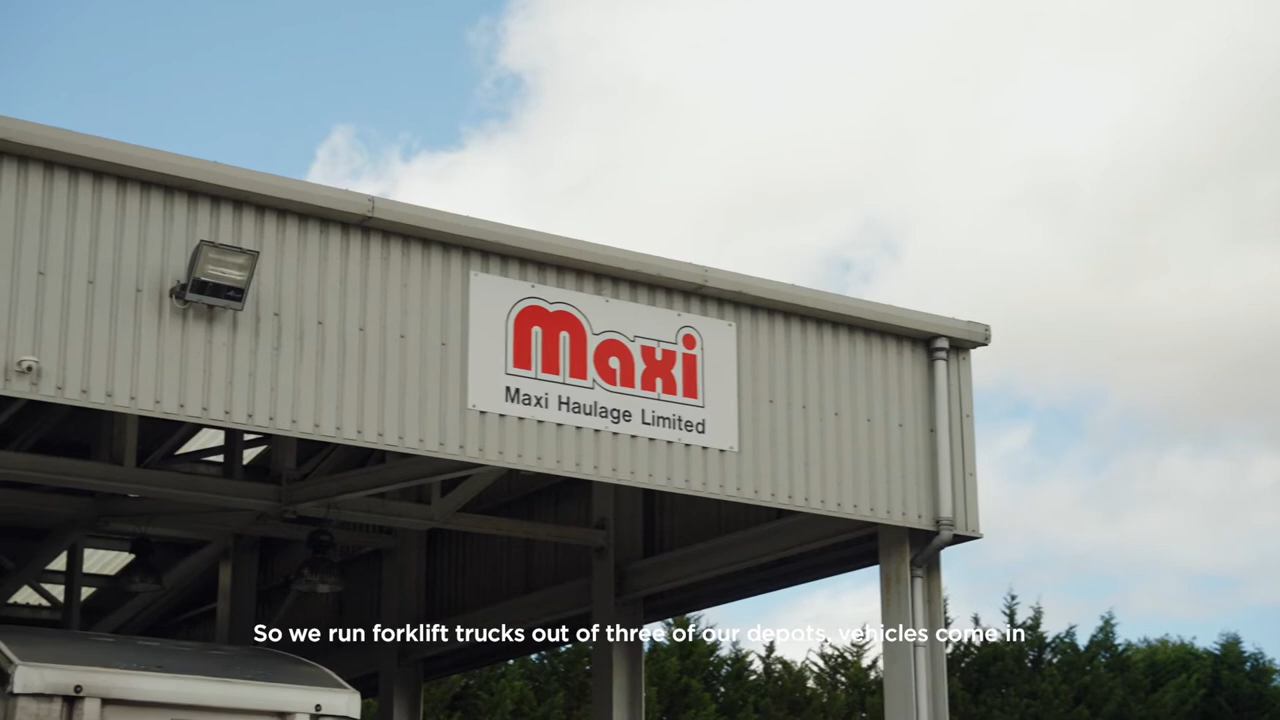 Maxi
Maxi Haulage Limited
So we run forklift trucks out of three of our depots, vehicles come in